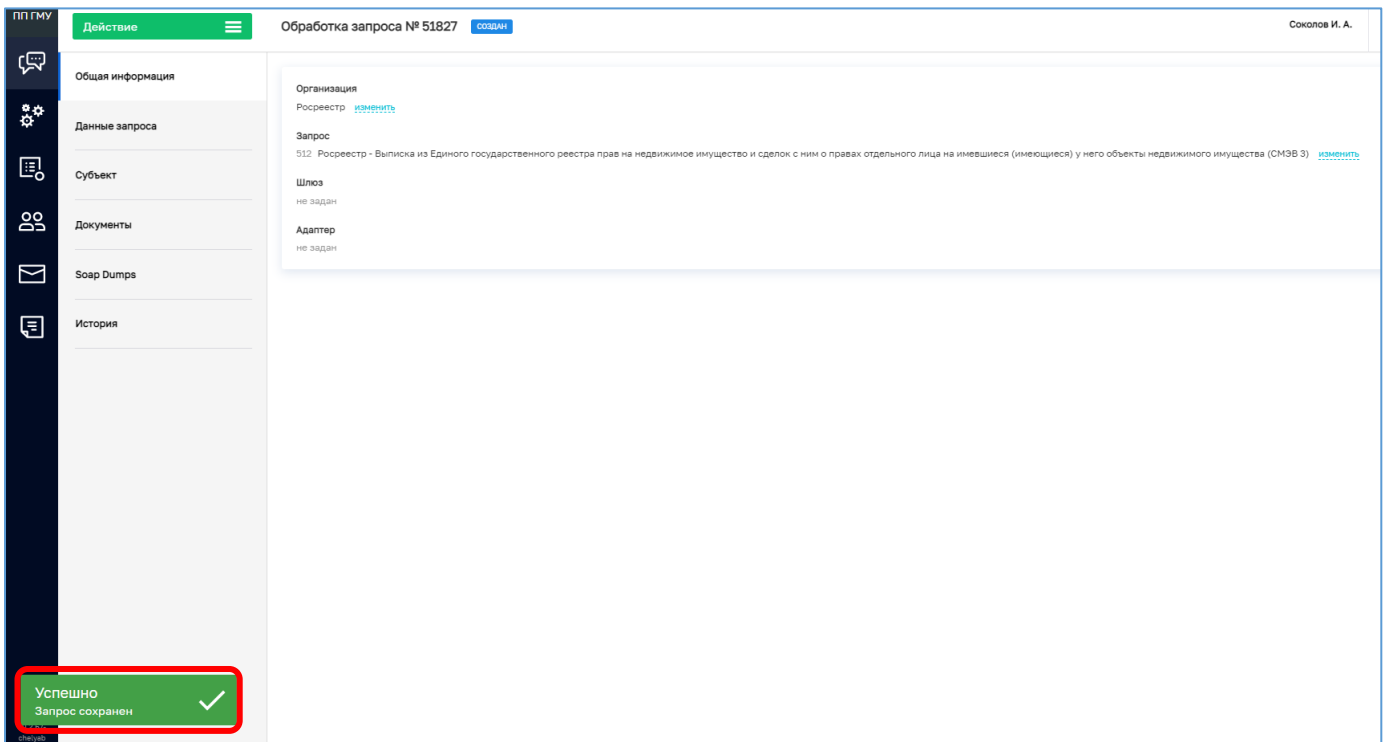 ПП ГМУ
Действие
Обработка запроса № 51827 СОЗДАН
Соколов И. А.
Общая информация
Данные запроса
Субъект
Документы
Soap Dumps
История
Организация
Росреестр изменить
Запрос
512 Росреестр - Выписка из Единого государственного реестра прав на недвижимое имущество и сделок с ним о правах отдельного лица на имевшиеся (имеющиеся) у него объекты недвижимого имущества (СМЭВ 3) изменить
Шлюз
не задан
Адаптер
не задан
Успешно
Запрос сохранен
chelyab